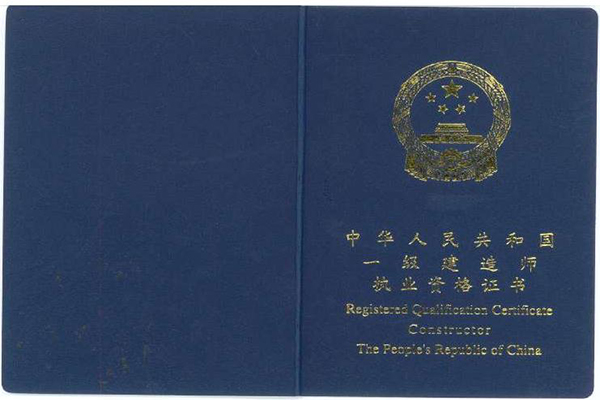 中华人民共和国
一级建造师
执业资格证书
Registered Qualification Certificate
Constructor
The People's Republic of China